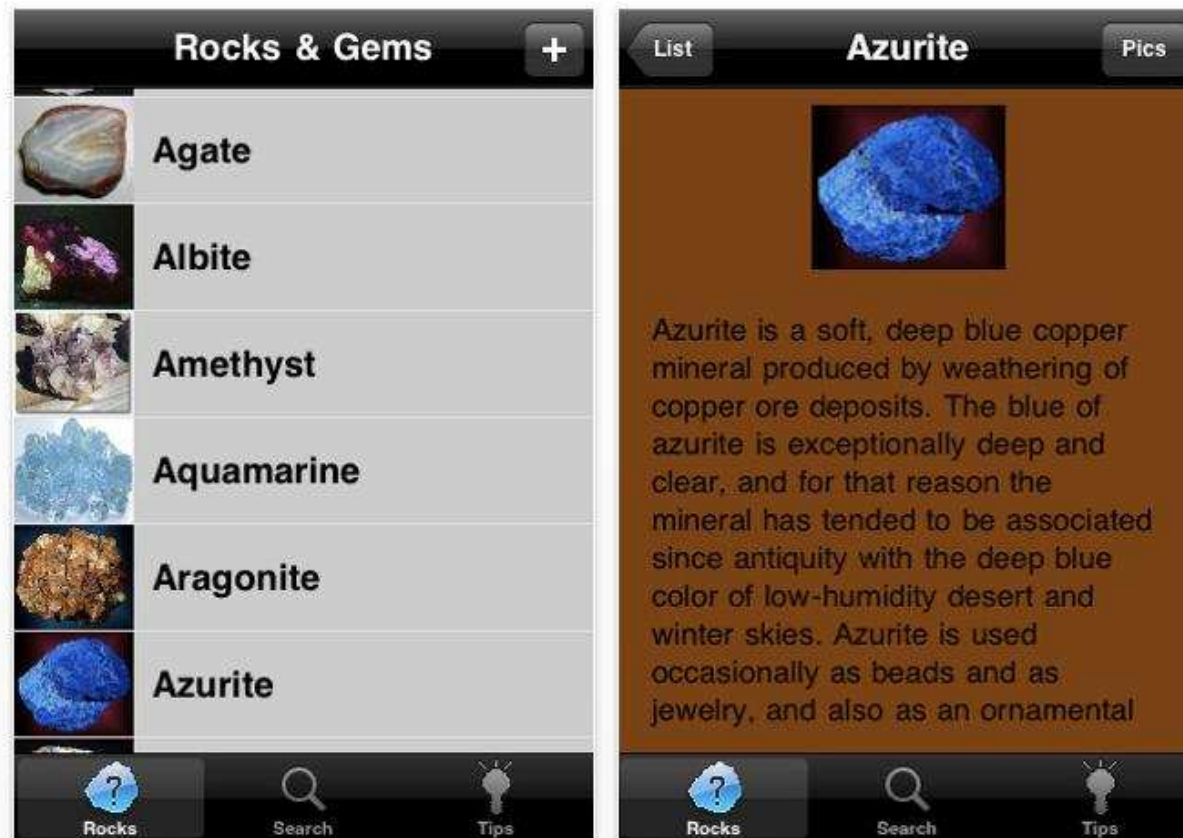 Rocks & Gems
+
Agate
Albite
Amethyst
Aquamarine
Aragonite
Azurite
?
Rocks
Search
Tips
List
Azurite
Pics
Azurite is a soft, deep blue copper
mineral produced by weathering of
copper ore deposits. The blue of
azurite is exceptionally deep and
clear, and for that reason the
mineral has tended to be associated
since antiquity with the deep blue
color of low-humidity desert and
winter skies. Azurite is used
occasionally as beads and as
jewelry, and also as an ornamental
?
Rocks
Search
Tips